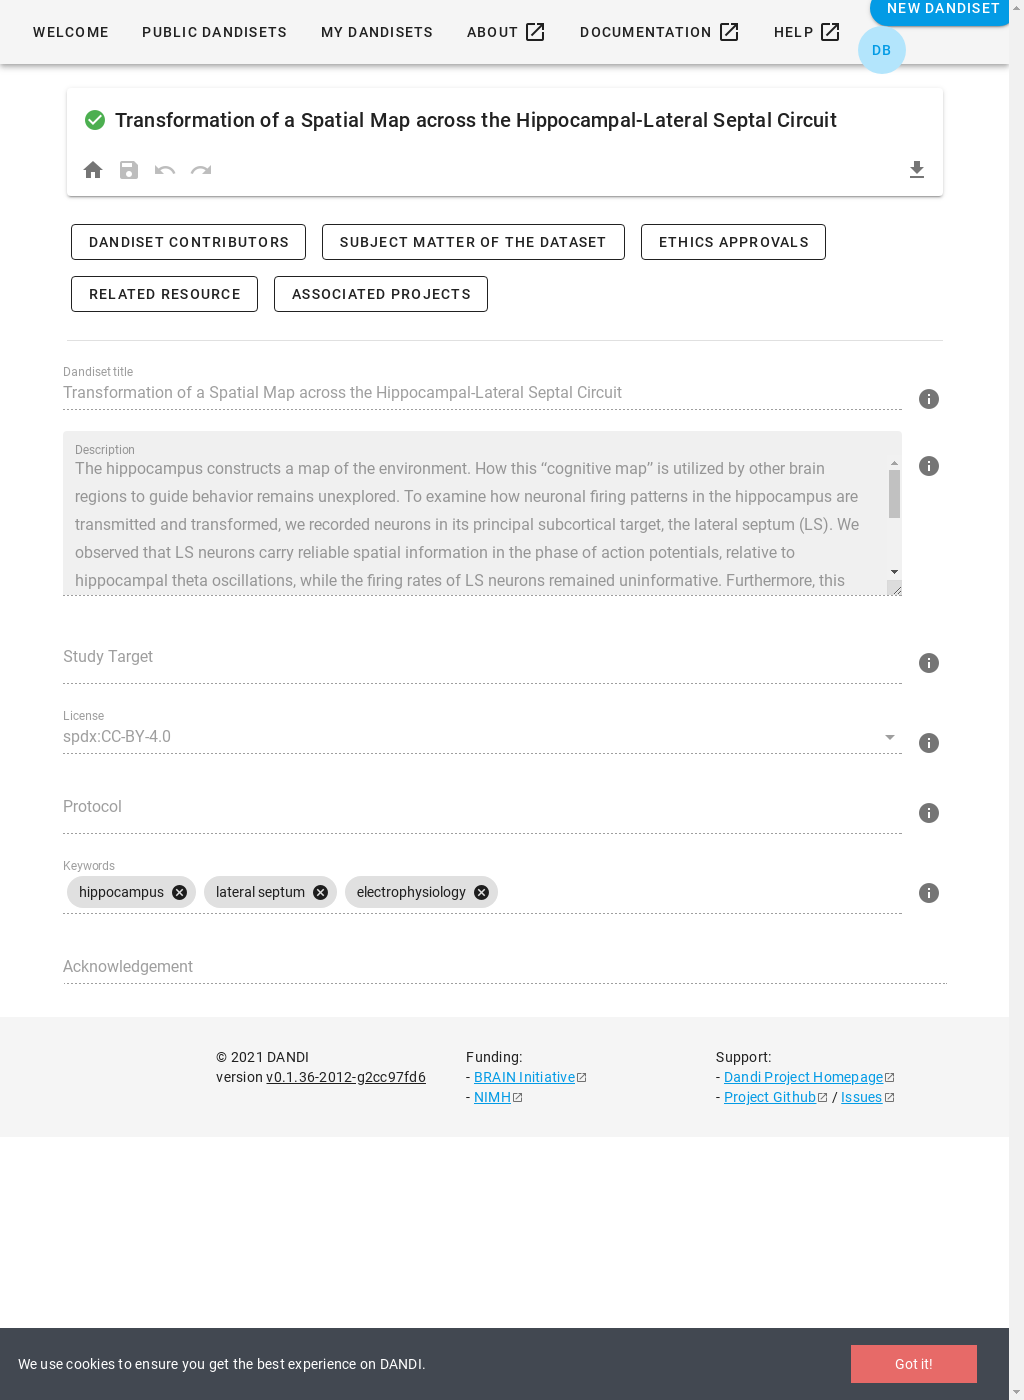 WELCOME PUBLIC DANDISETS MY DANDISETS ABOUT DOCUMENTATION HELP NEW DANDISET
DB
Transformation of a Spatial Map across the Hippocampal-Lateral Septal Circuit
DANDISET CONTRIBUTORS SUBJECT MATTER OF THE DATASET ETHICS APPROVALS
RELATED RESOURCE ASSOCIATED PROJECTS
Dandiset title
Transformation of a Spatial Map across the Hippocampal-Lateral Septal Circuit
Description
The hippocampus constructs a map of the environment. How this “cognitive map” is utilized by other brain
regions to guide behavior remains unexplored. To examine how neuronal firing patterns in the hippocampus are
transmitted and transformed, we recorded neurons in its principal subcortical target, the lateral septum (LS). We
observed that LS neurons carry reliable spatial information in the phase of action potentials, relative to
hippocampal theta oscillations, while the firing rates of LS neurons remained uninformative. Furthermore, this
Study Target
License
spdx:CC-BY-4.0
Protocol
Keywords
hippocampus lateral septum electrophysiology
Acknowledgement
© 2021 DANDI
version v0.1.36-2012-g2cc97fd6
Funding:
- BRAIN Initiative
- NIMH
Support:
- Dandi Project Homepage
- Project Github / Issues
We use cookies to ensure you get the best experience on DANDI.
Got it!